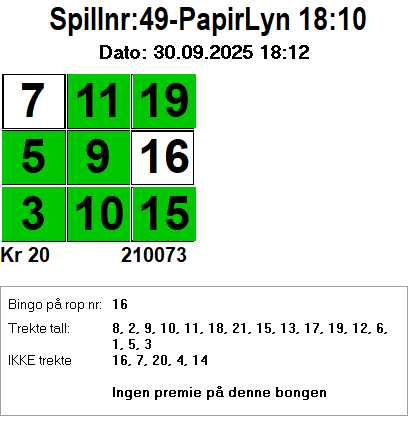 Spillnr:49-PapirLyn 18:10
Dato: 30.09.2025 18:12
7 11 19
5 9 16
3 10 15
Kr 20 210073
Bingo på rop nr: 16
Trekte tall: 8, 2, 9, 10, 11, 18, 21, 15, 13, 17, 19, 12, 6,
1, 5, 3
IKKE trekte 16, 7, 20, 4, 14
Ingen premie på denne bongen